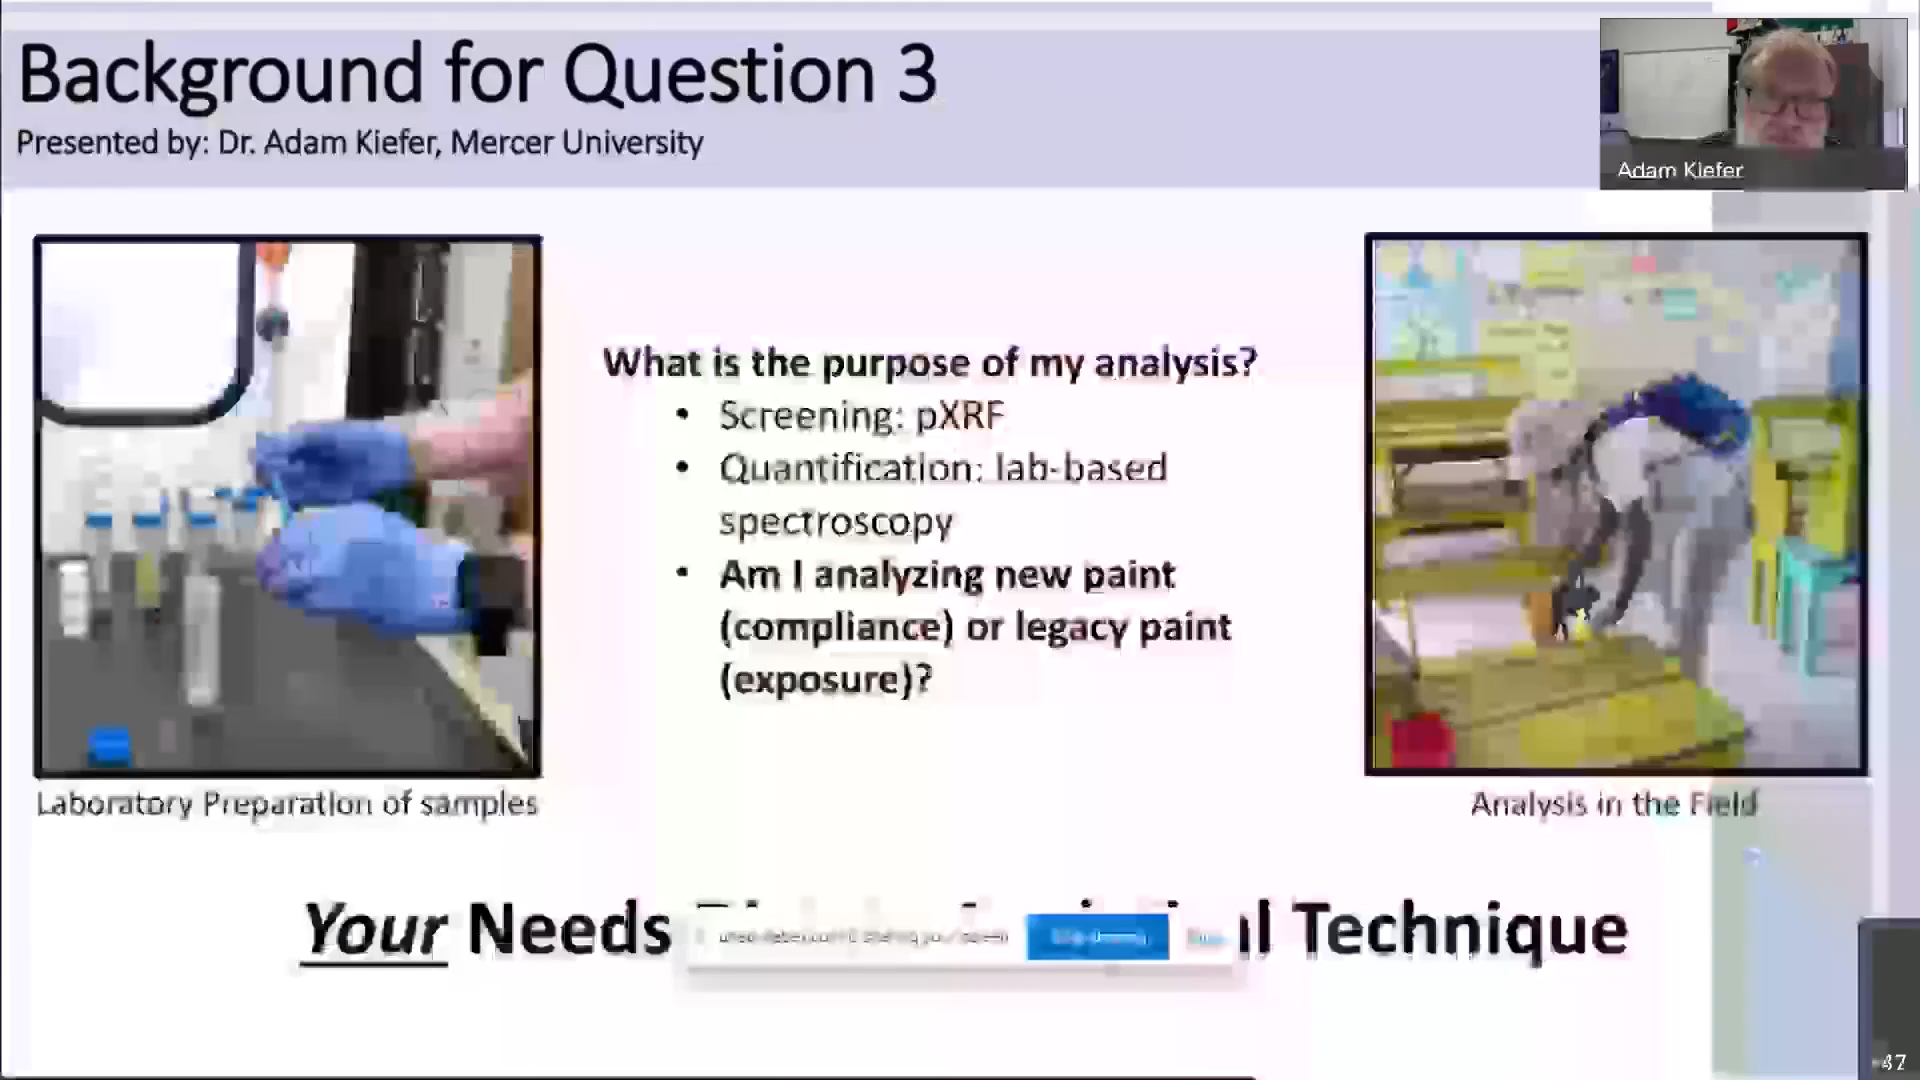 Background for Question 3
Presented by: Dr. Adam Kiefer, Mercer University
Adam Kiefer
What is the purpose of my analysis?
• Screening: pXRF
• Quantification: lab-based
spectroscopy
• Am I analyzing new paint
(compliance) or legacy paint
(exposure)?
Laboratory Preparation of samples
Analysis in the Field
Your Needs
Technique
47